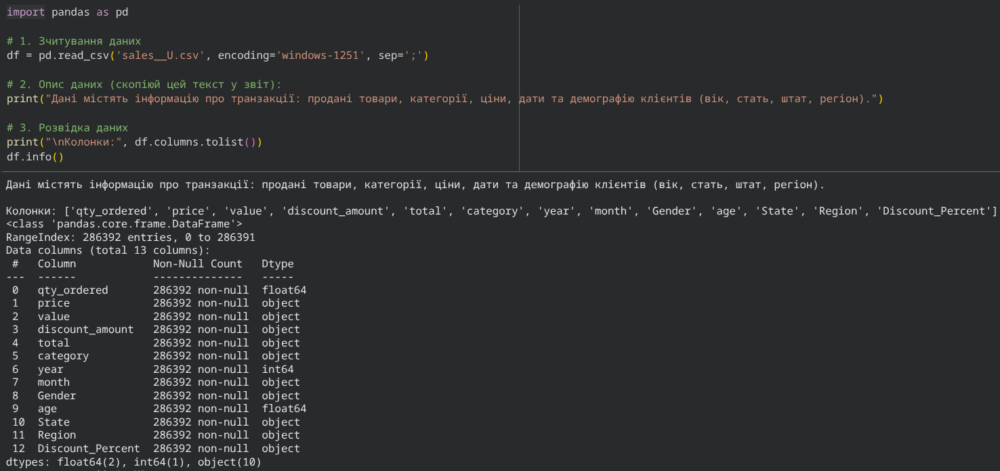 import pandas as pd
# 1. Зчитування даних
df = pd.read_csv('sales__U.csv', encoding='windows-1251', sep=';')
# 2. Опис даних (скопіюй цей текст у звіт):
print("Дані містять інформацію про транзакції: продані товари, категорії, ціни, дати та демографію клієнтів (вік, стать, штат, регіон).")
# 3. Розвідка даних
print("\nКолонки:", df.columns.tolist())
df.info()
Дані містять інформацію про транзакції: продані товари, категорії, ціни, дати та демографію клієнтів (вік, стать, штат, регіон).
Колонки: ['qty_ordered', 'price', 'value', 'discount_amount', 'total', 'category', 'year', 'month', 'Gender', 'age', 'State', 'Region', 'Discount_Percent']
<class 'pandas.core.frame.DataFrame'>
RangeIndex: 286392 entries, 0 to 286391
Data columns (total 13 columns):
 #   Column            Non-Null Count   Dtype
---  ------            --------------   -----
 0   qty_ordered       286392 non-null  float64
 1   price             286392 non-null  object
 2   value             286392 non-null  object
 3   discount_amount   286392 non-null  object
 4   total             286392 non-null  object
 5   category          286392 non-null  object
 6   year              286392 non-null  int64
 7   month             286392 non-null  object
 8   Gender            286392 non-null  object
 9   age               286392 non-null  float64
 10  State             286392 non-null  object
 11  Region            286392 non-null  object
 12  Discount_Percent  286392 non-null  object
dtypes: float64(2), int64(1), object(10)